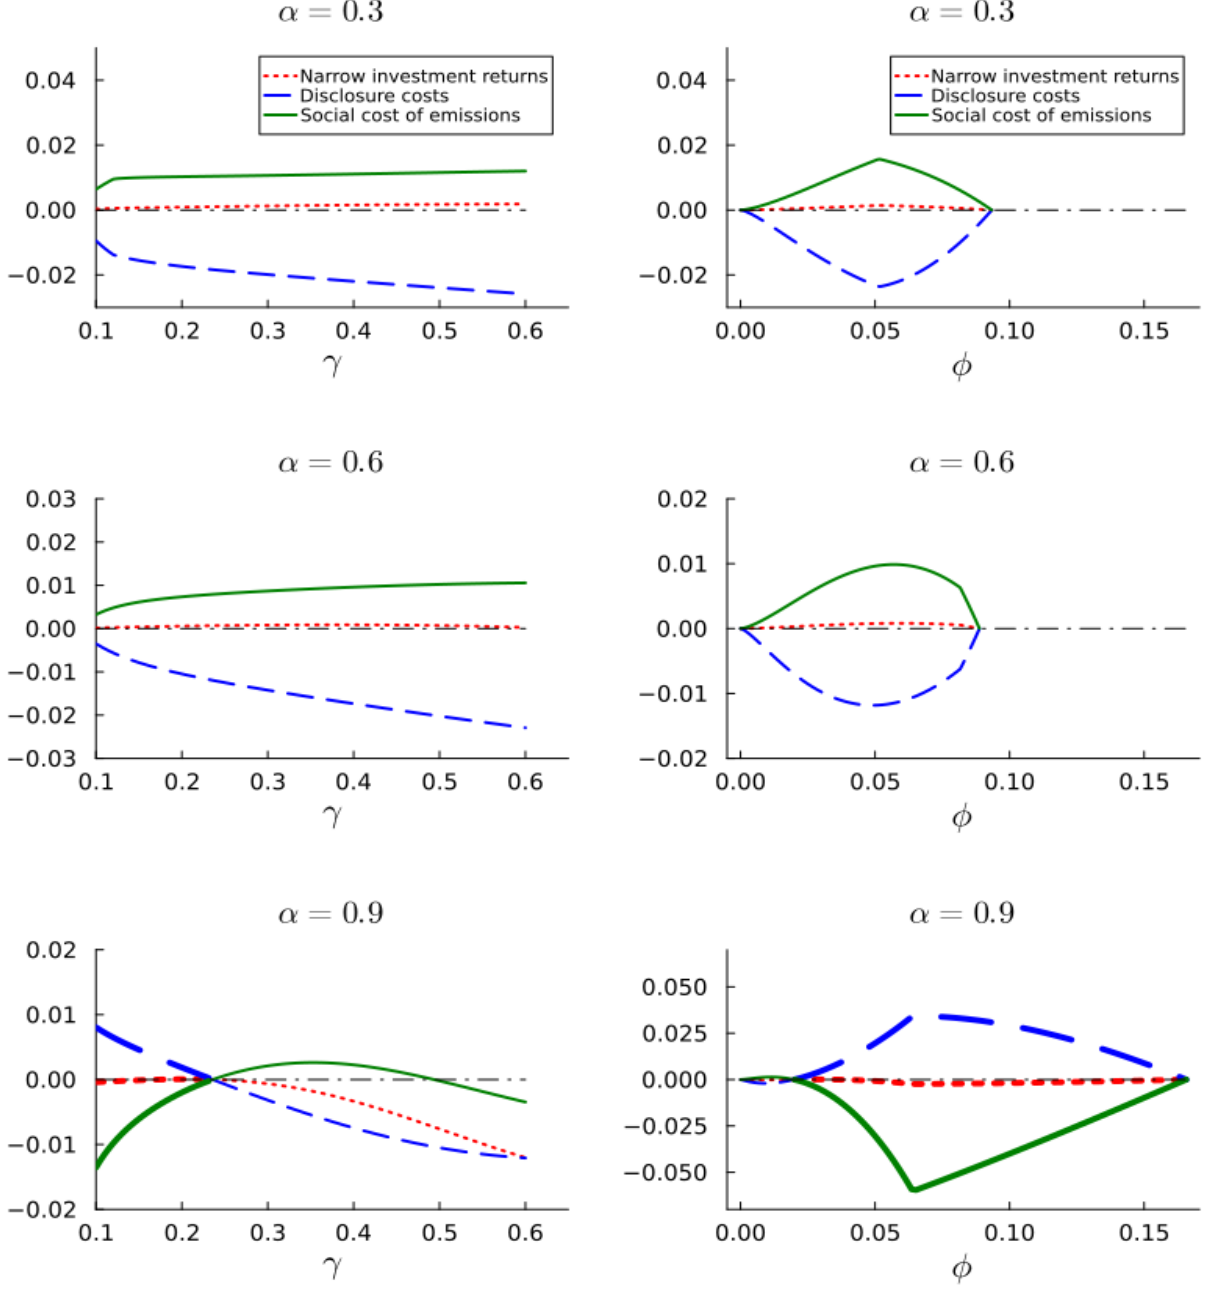 α = 0.3
0.04
0.02
0.00
−0.02
Narrow investment returns
Disclosure costs
Social cost of emissions
0.1 0.2 0.3 0.4 0.5 0.6
γ
α = 0.3
0.04
0.02
0.00
−0.02
Narrow investment returns
Disclosure costs
Social cost of emissions
0.00 0.05 0.10 0.15
ϕ
α = 0.6
0.03
0.02
0.01
0.00
−0.01
−0.02
−0.03
0.1 0.2 0.3 0.4 0.5 0.6
γ
α = 0.6
0.02
0.01
0.00
−0.01
−0.02
0.00 0.05 0.10 0.15
ϕ
α = 0.9
0.02
0.01
0.00
−0.01
−0.02
0.1 0.2 0.3 0.4 0.5 0.6
γ
α = 0.9
0.050
0.025
0.000
−0.025
−0.050
0.00 0.05 0.10 0.15
ϕ